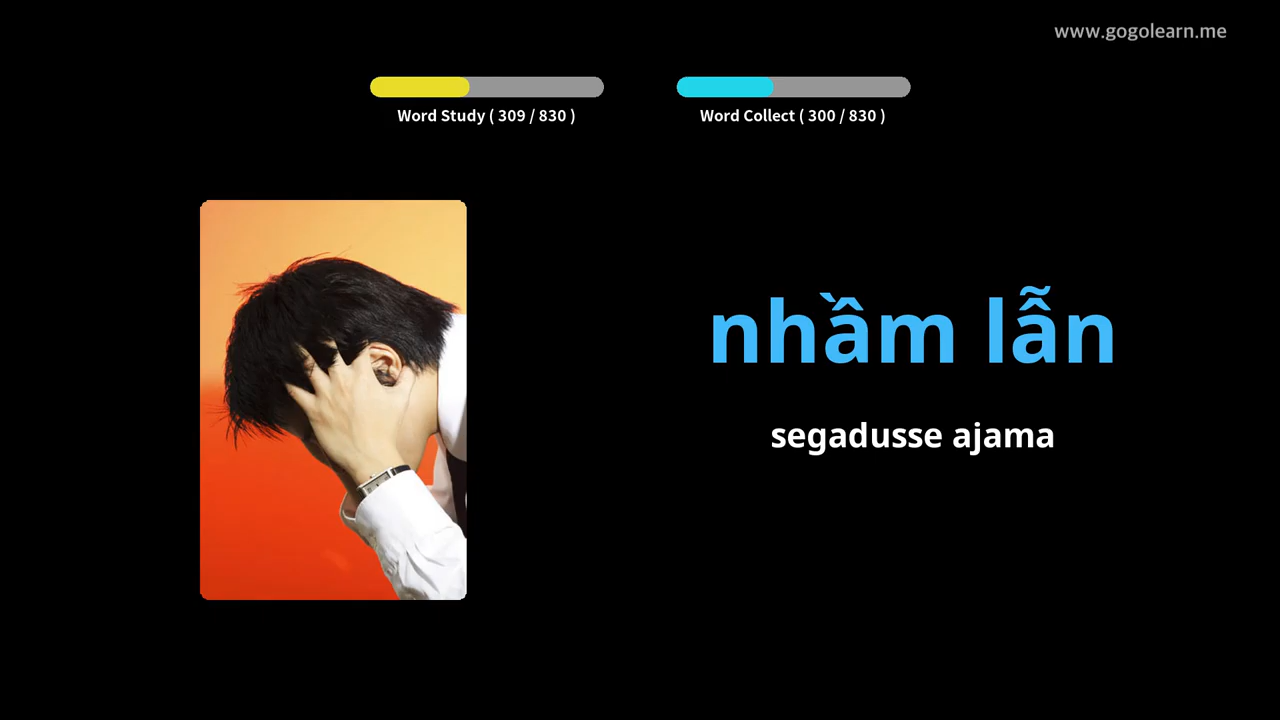 www.gogolearn.me
Word Study ( 309 / 830 )
Word Collect ( 300 / 830 )
nhầm lẫn
segadusse ajama